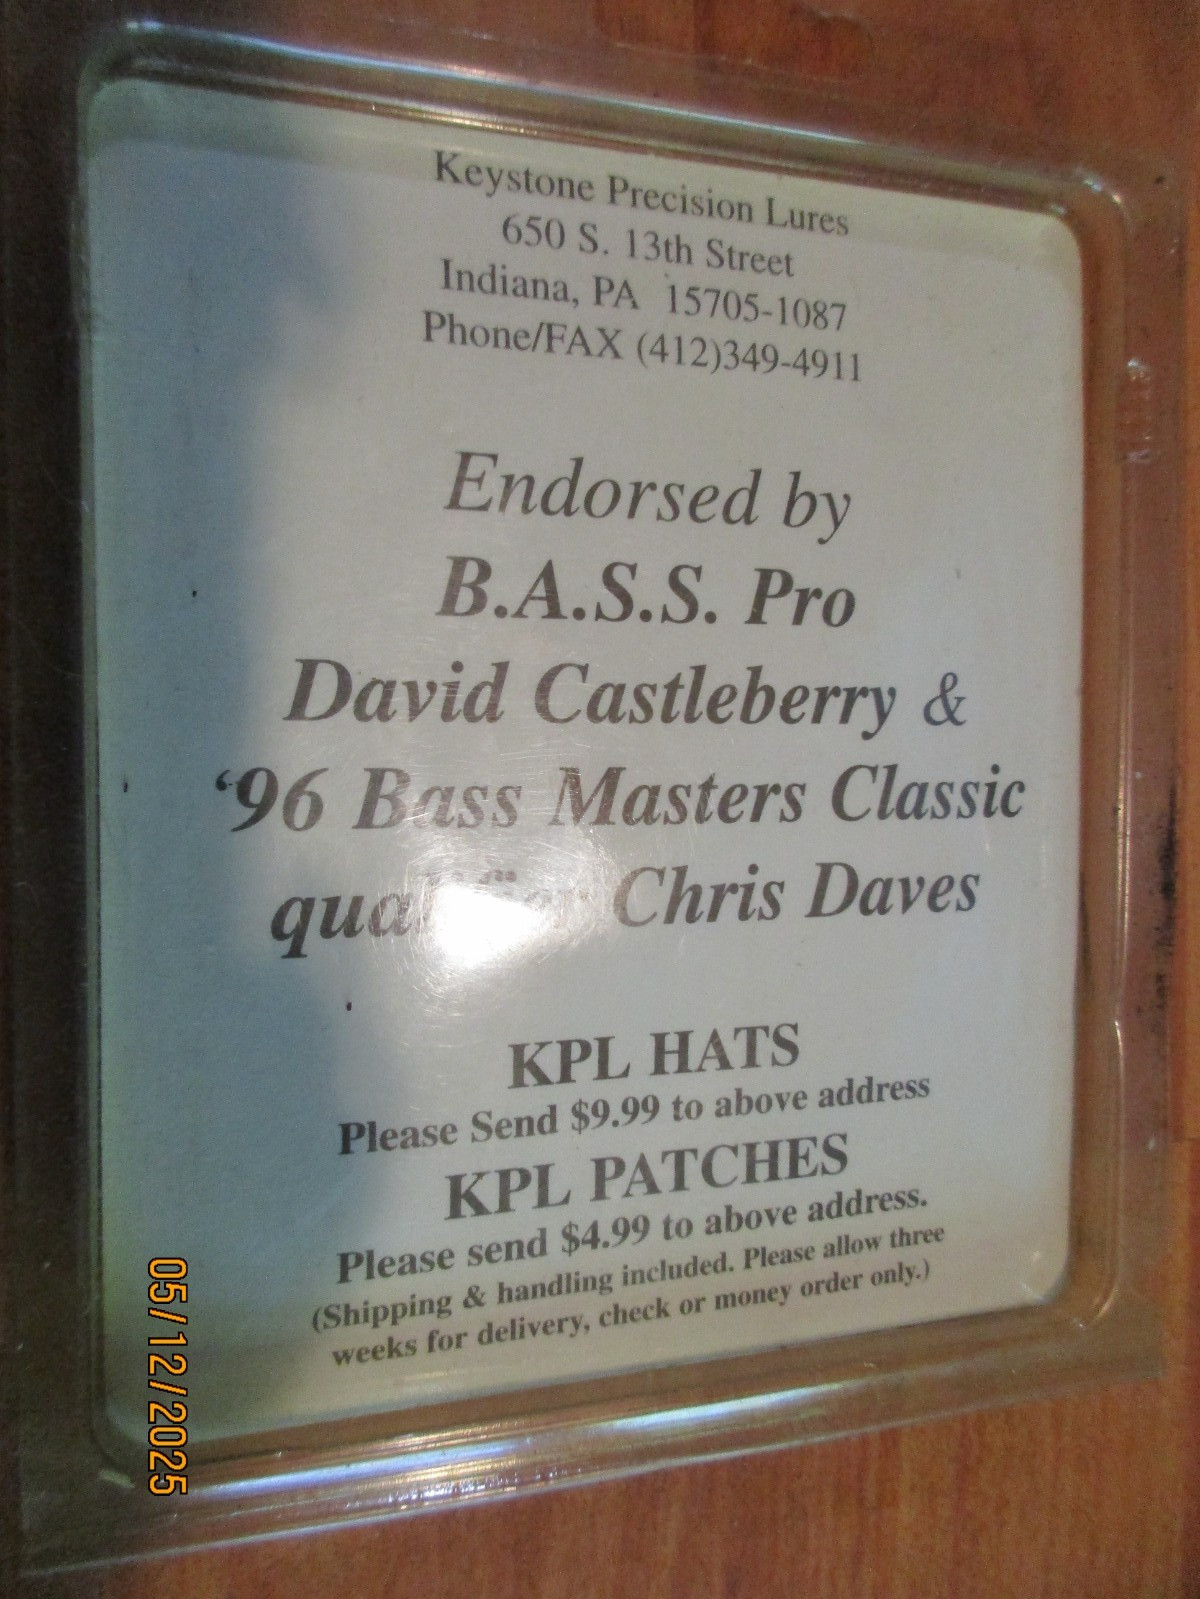 Keystone Precision Lures
650 S. 13th Street
Indiana, PA 15705-1087
Phone/FAX (412)349-4911
Endorsed by
B.A.S.S. Pro
David Castleberry &
‘96 Bass Masters Classic
Chris Daves
KPL HATS
Please Send $9.99 to above address
KPL PATCHES
Please send $4.99 to above address.
(Shipping & handling included. Please allow three
weeks for delivery, check or money order only.)
05/12/2025